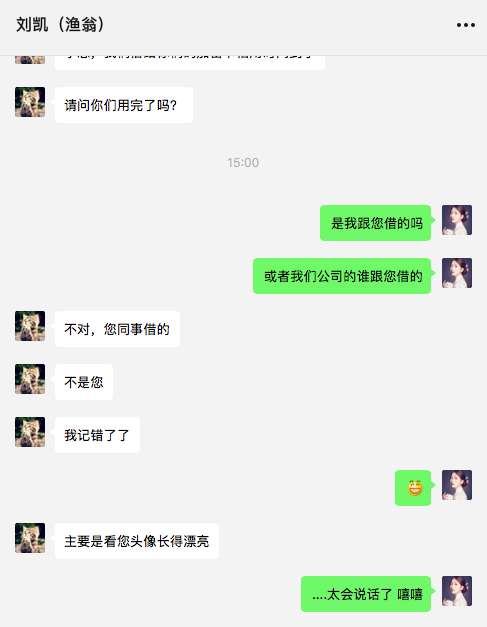 刘凯（渔翁）
请问你们用完了吗？
15:00
是我跟您借的吗
或者我们公司的谁跟您借的
不对，您同事借的
不是您
我记错了了
😁
主要是看您头像长得漂亮
....太会说话了 嘻嘻